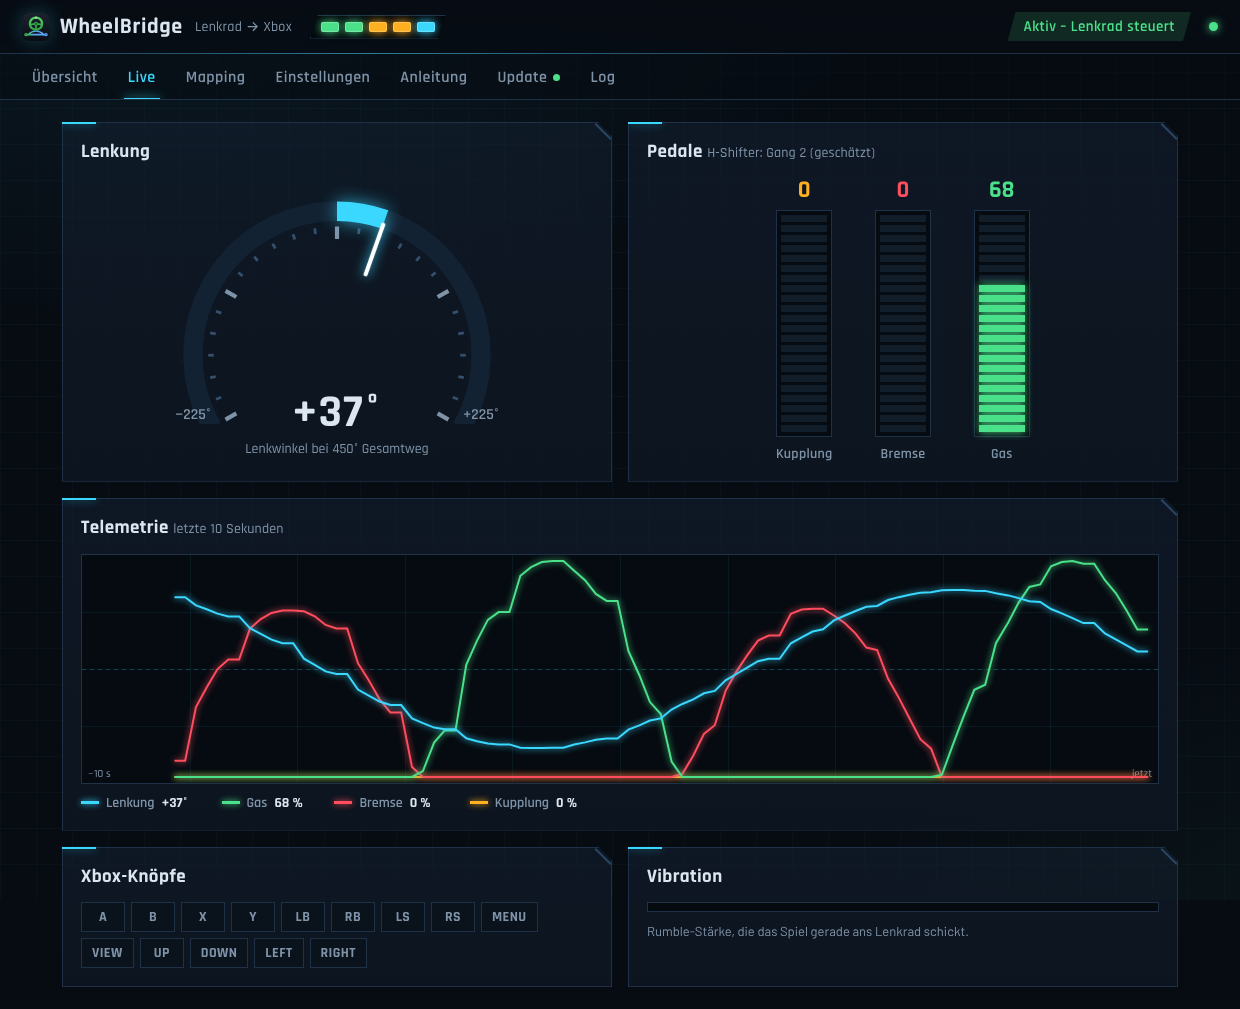 WheelBridge Lenkrad → Xbox
Aktiv – Lenkrad steuert
Übersicht Live Mapping Einstellungen Anleitung Update Log
Lenkung
−225°
+37°
+225°
Lenkwinkel bei 450° Gesamtweg
Pedale H-Shifter: Gang 2 (geschätzt)
0 0 68
Kupplung Bremse Gas
Telemetrie letzte 10 Sekunden
−10 s
jetzt
Lenkung +37° Gas 68 % Bremse 0 % Kupplung 0 %
Xbox-Knöpfe
A B X Y LB RB LS RS MENU
VIEW UP DOWN LEFT RIGHT
Vibration
Rumble-Stärke, die das Spiel gerade ans Lenkrad schickt.